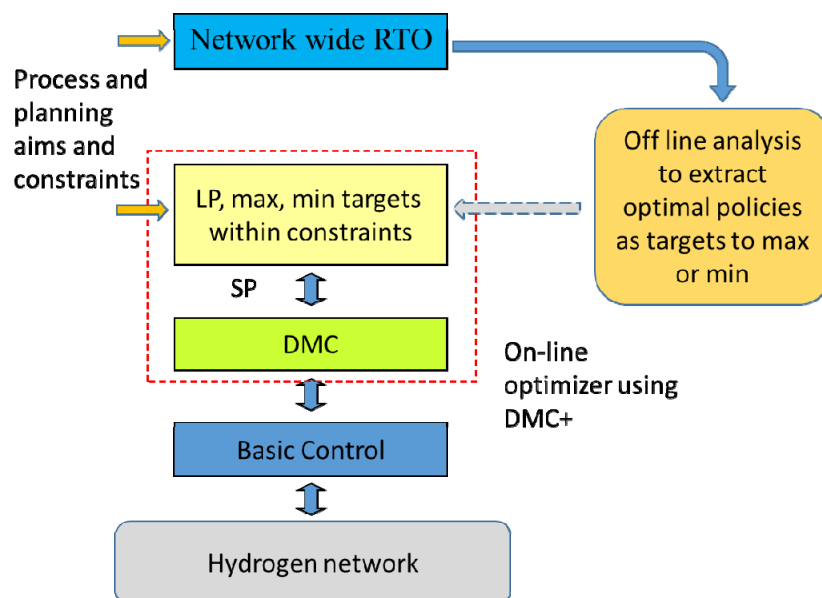 Network wide RTO
Process and
planning
aims and
constraints
Off line analysis
to extract
optimal policies
as targets to max
or min
LP, max, min targets
within constraints
SP
DMC
On-line
optimizer using
DMC+
Basic Control
Hydrogen network